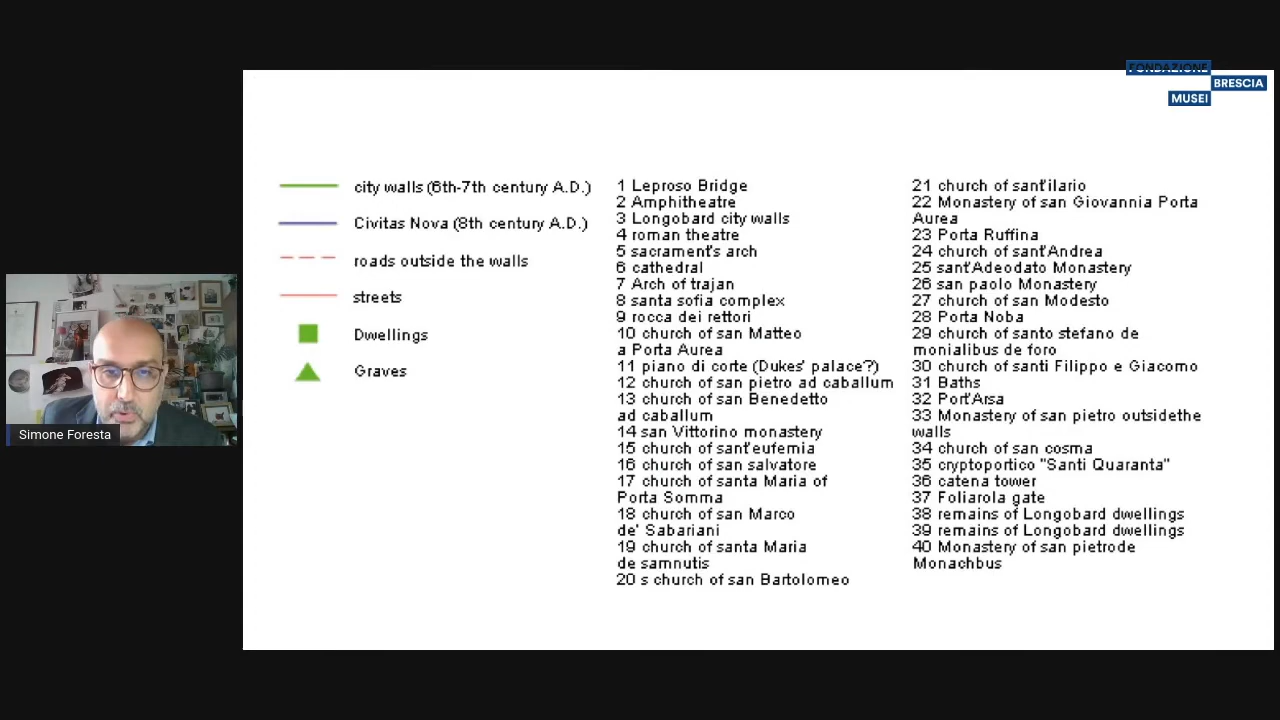 FONDAZIONE
BRESCIA
MUSEI
city walls (6th-7th century A.D.)
Civitas Nova (8th century A.D.)
roads outside the walls
streets
Dwellings
Graves
1 Leproso Bridge
2 Amphitheatre
3 Longobard city walls
4 roman theatre
5 sacrament's arch
6 cathedral
7 Arch of trajan
8 santa sofia complex
9 rocca dei rettori
10 church of san Matteo
a Porta Aurea
11 piano di corte (Dukes' palace?)
12 church of san pietro ad caballum
13 church of san Benedetto
ad caballum
14 san Vittorino monastery
15 church of sant'eufemia
16 church of san salvatore
17 church of santa Maria of
Porta Somma
18 church of san Marco
de' Sabariani
19 church of santa Maria
de samnutis
20 s church of san Bartolomeo
21 church of sant'ilario
22 Monastery of san Giovannia Porta
Aurea
23 Porta Ruffina
24 church of sant'Andrea
25 sant'Adeodato Monastery
26 san paolo Monastery
27 church of san Modesto
28 Porta Noba
29 church of santo stefano de
monialibus de foro
30 church of santi Filippo e Giacomo
31 Baths
32 Port'Arsa
33 Monastery of san pietro outsidethe
walls
34 church of san cosma
35 cryptoportico "Santi Quaranta"
36 catena tower
37 Foliarola gate
38 remains of Longobard dwellings
39 remains of Longobard dwellings
40 Monastery of san pietrode
Monachbus
Simone Foresta